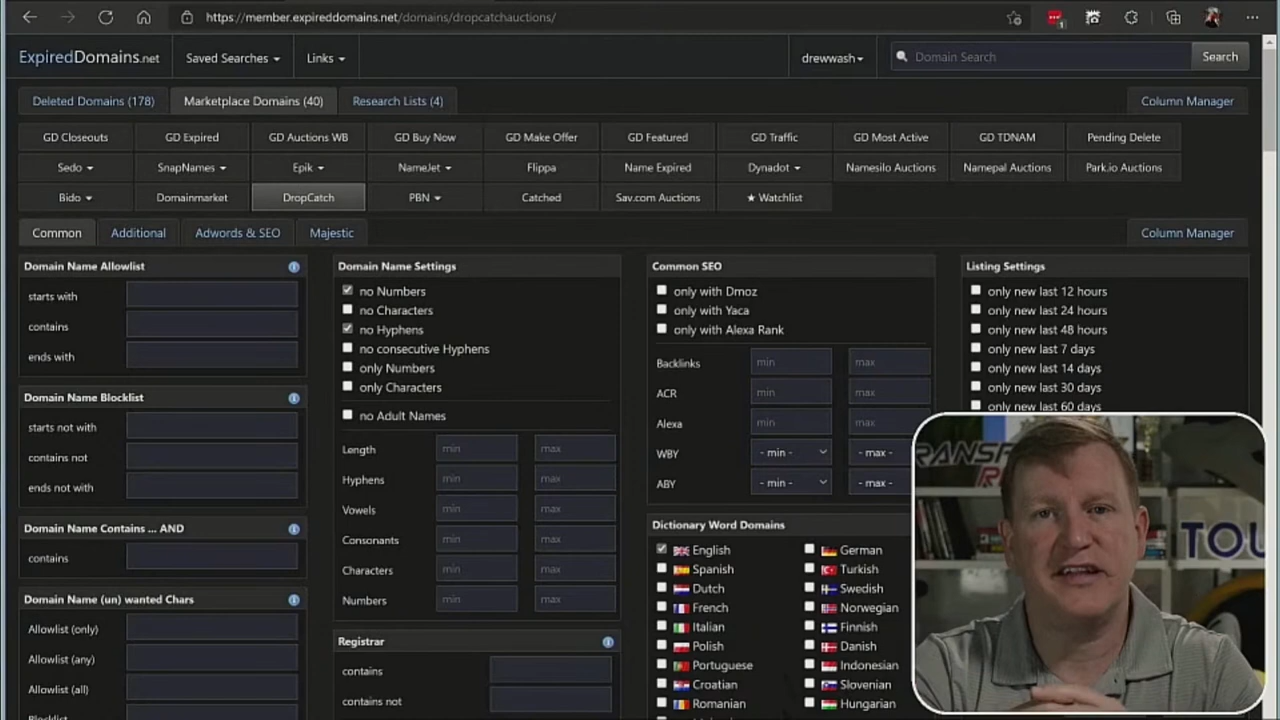 https://member.expireddomains.net/domains/dropcatchauctions/
1
ExpiredDomains.net
Saved Searches
Links
drewwash
Domain Search
Search
Deleted Domains (178)
Marketplace Domains (40)
Research Lists (4)
Column Manager
GD Closeouts
GD Expired
GD Auctions WB
GD Buy Now
GD Make Offer
GD Featured
GD Traffic
GD Most Active
GD TDNAM
Pending Delete
Sedo
SnapNames
Epik
NameJet
Flippa
Name Expired
Dynadot
Namesilo Auctions
Namepal Auctions
Park.io Auctions
Bido
Domainmarket
DropCatch
PBN
Catched
Sav.com Auctions
★ Watchlist
Common
Additional
Adwords & SEO
Majestic
Column Manager
Domain Name Allowlist
starts with
contains
ends with
Domain Name Blocklist
starts not with
contains not
ends not with
Domain Name Contains ... AND
contains
Domain Name (un) wanted Chars
Allowlist (only)
Allowlist (any)
Allowlist (all)
Blocklist
Domain Name Settings
no Numbers
no Characters
no Hyphens
no consecutive Hyphens
only Numbers
only Characters
no Adult Names
Length min max
Hyphens min max
Vowels min max
Consonants min max
Characters min max
Numbers min max
Registrar
contains
contains not
Common SEO
only with Dmoz
only with Yaca
only with Alexa Rank
Backlinks min max
ACR min max
Alexa min max
WBY - min - - max -
ABY - min - - max -
Dictionary Word Domains
English
German
Spanish
Turkish
Dutch
Swedish
French
Norwegian
Italian
Finnish
Polish
Danish
Portuguese
Indonesian
Croatian
Slovenian
Romanian
Hungarian
Listing Settings
only new last 12 hours
only new last 24 hours
only new last 48 hours
only new last 7 days
only new last 14 days
only new last 30 days
only new last 60 days
TOU